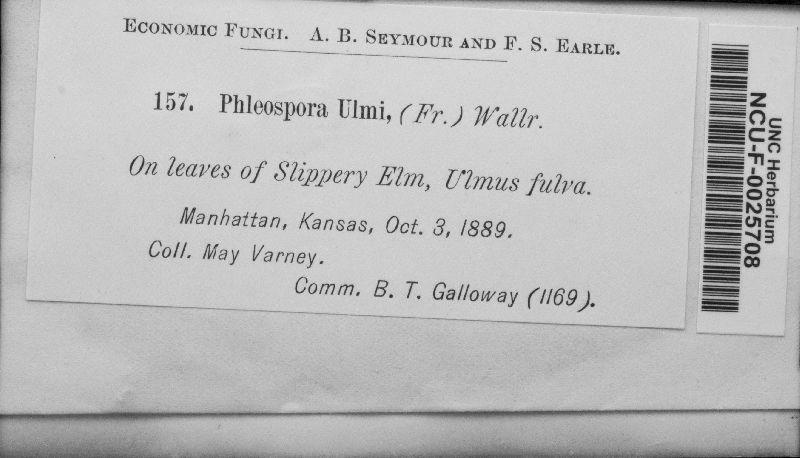 Economic Fungi. A. B. Seymour and F. S. Earle.
157. Phleospora Ulmi, (Fr.) Wallr.
On leaves of Slippery Elm, Ulmus fulva.
Manhattan, Kansas, Oct. 3, 1889.
Coll. May Varney.
Comm. B. T. Galloway (1169).
UNC Herbarium
NCU-F-0025708